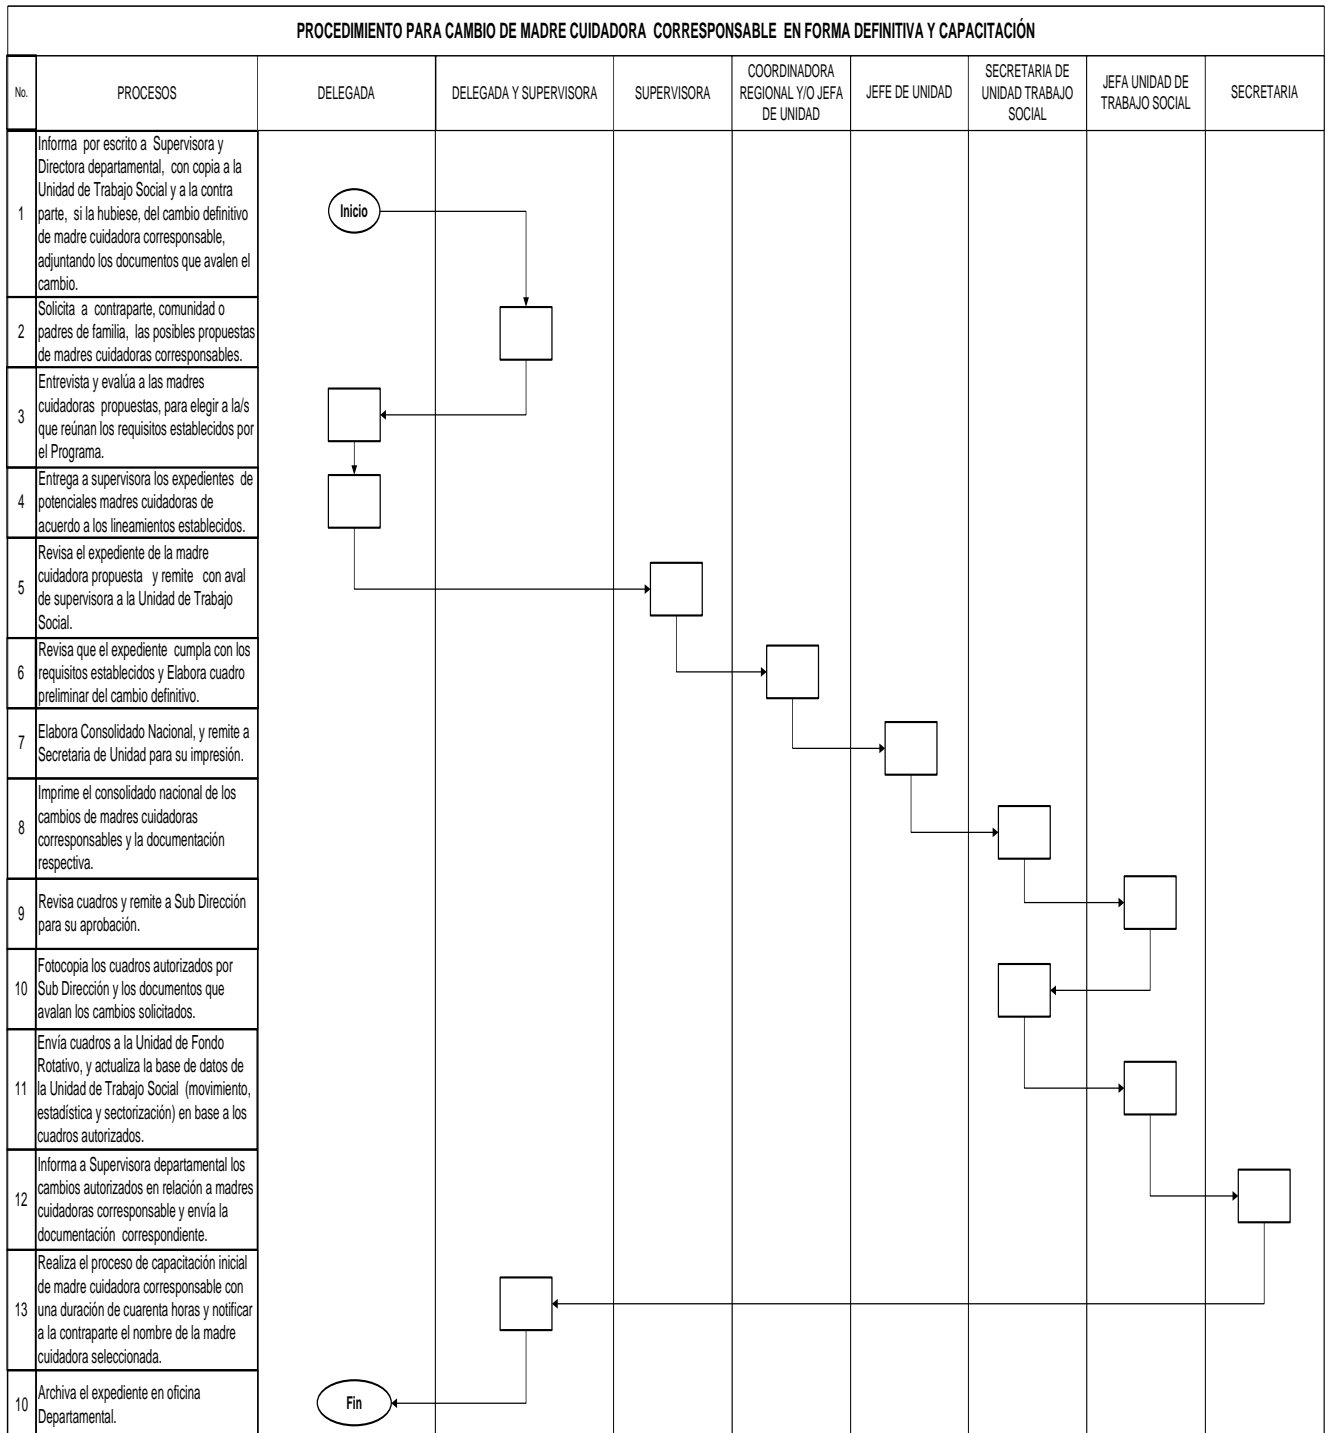 PROCEDIMIENTO PARA CAMBIO DE MADRE CUIDADORA CORRESPONSABLE EN FORMA DEFINITIVA Y CAPACITACIÓN
No.
PROCESOS
DELEGADA
DELEGADA Y SUPERVISORA
SUPERVISORA
COORDINADORA
REGIONAL Y/O JEFA
DE UNIDAD
JEFE DE UNIDAD
SECRETARIA DE
UNIDAD TRABAJO
SOCIAL
JEFA UNIDAD DE
TRABAJO SOCIAL
SECRETARIA
1
Informa por escrito a Supervisora y
Directora departamental, con copia a la
Unidad de Trabajo Social y a la contra
parte, si la hubiese, del cambio definitivo
de madre cuidadora corresponsable,
adjuntando los documentos que avalen el
cambio.
Inicio
2
Solicita a contraparte, comunidad o
padres de familia, las posibles propuestas
de madres cuidadoras corresponsables.
3
Entrevista y evalúa a las madres
cuidadoras propuestas, para elegir a la/s
que reúnan los requisitos establecidos por
el Programa.
4
Entrega a supervisora los expedientes de
potenciales madres cuidadoras de
acuerdo a los lineamientos establecidos.
5
Revisa el expediente de la madre
cuidadora propuesta y remite con aval
de supervisora a la Unidad de Trabajo
Social.
6
Revisa que el expediente cumpla con los
requisitos establecidos y Elabora cuadro
preliminar del cambio definitivo.
7
Elabora Consolidado Nacional, y remite a
Secretaria de Unidad para su impresión.
8
Imprime el consolidado nacional de los
cambios de madres cuidadoras
corresponsables y la documentación
respectiva.
9
Revisa cuadros y remite a Sub Dirección
para su aprobación.
10
Fotocopia los cuadros autorizados por
Sub Dirección y los documentos que
avalan los cambios solicitados.
11
Envía cuadros a la Unidad de Fondo
Rotativo, y actualiza la base de datos de
la Unidad de Trabajo Social (movimiento,
estadística y sectorización) en base a los
cuadros autorizados.
12
Informa a Supervisora departamental los
cambios autorizados en relación a madres
cuidadoras corresponsable y envía la
documentación correspondiente.
13
Realiza el proceso de capacitación inicial
de madre cuidadora corresponsable con
una duración de cuarenta horas y notificar
a la contraparte el nombre de la madre
cuidadora seleccionada.
10
Archiva el expediente en oficina
Departamental.
Fin